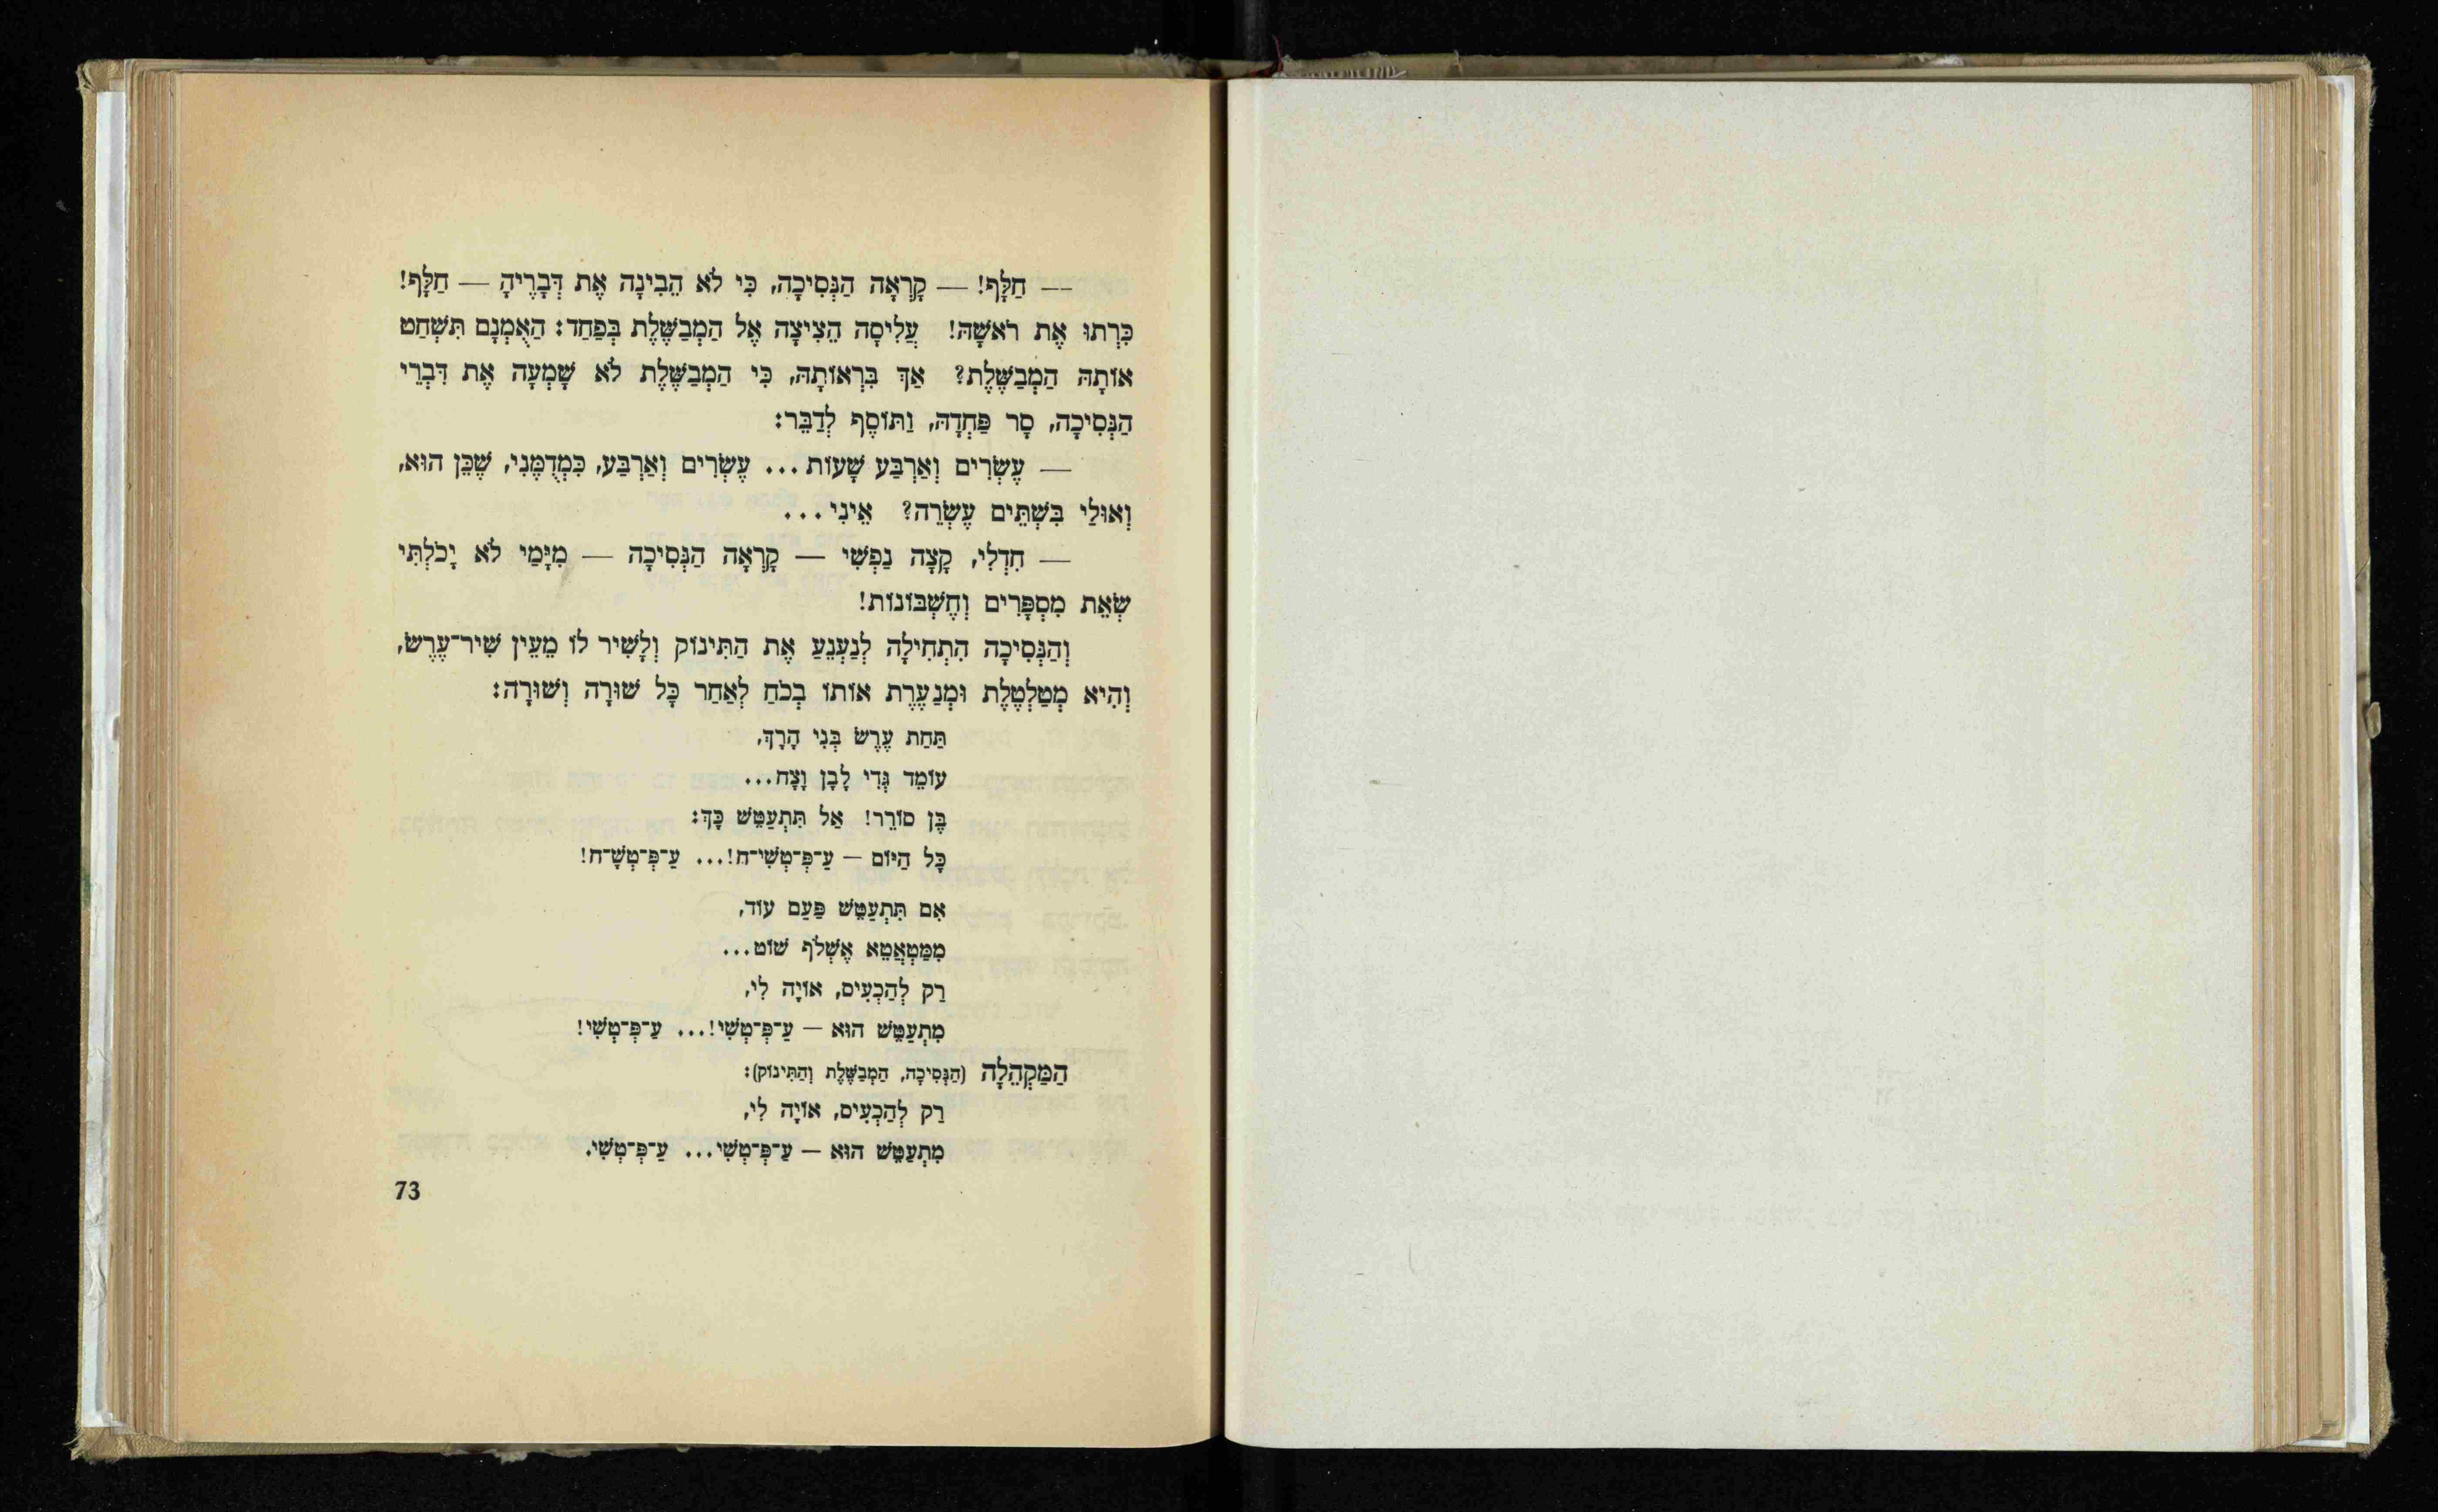 — חַלָּף! — קָרְאָה הַנְּסִיכָה, כִּי לֹא הֵבִינָה אֶת דְּבָרֶיהָ — חַלָּף!
כִּרְתוּ אֶת רֹאשָׁהּ! עֲלִיסָה הֵצִיצָה אֶל הַמְבַשֶּׁלֶת בְּפַחַד: הַאֻמְנָם תִּשְׁחַט
אוֹתָהּ הַמְבַשֶּׁלֶת? אַךְ בִּרְאוֹתָהּ, כִּי הַמְבַשֶּׁלֶת לֹא שָׁמְעָה אֶת דִּבְרֵי
הַנְּסִיכָה, סָר פַּחְדָהּ, וַתּוֹסֶף לְדַבֵּר:
— עֶשְׂרִים וְאַרְבַּע שָׁעוֹת... עֶשְׂרִים וְאַרְבַּע, כִּמְדֻמֶּנִי, שֶׁכֵּן הוּא,
וְאוּלַי בִּשְׁתֵּים עֶשְׂרֵה? אֵינִי...
— חִדְלִי, קָצָה נַפְשִׁי — קָרְאָה הַנְּסִיכָה — מִיָּמַי לֹא יָכֹלְתִּי
שְׂאֵת מִסְפָּרִים וְחֶשְׁבּוֹנוֹת!
וְהַנְּסִיכָה הִתְחִילָה לְנַעְנֵעַ אֶת הַתִּינוֹק וְלָשִׁיר לוֹ מֵעֵין שִׁיר־עֶרֶשׂ,
וְהִיא מְטַלְטֶלֶת וּמְנַעֶרֶת אוֹתוֹ בְכֹחַ לְאַחַר כָּל שׁוּרָה וְשׁוּרָה:
תַּחַת עֶרֶשׂ בְּנִי הָרָךְ,
עוֹמֵד גְּדִי לָבָן וָצָח...
בֶּן סוֹרֵר! אַל תִּתְעַטֵּשׁ כָּךְ:
כָּל הַיּוֹם — עַ־פְּ־טְשִׁי־ח!... עַ־פְּ־טְשָׁ־ח!
אִם תִּתְעַטֵּשׁ פַּעַם עוֹד,
מִמַּטְאֲטֵא אֶשְׁלֹף שׁוֹט...
רַק לְהַכְעִיס, אוֹיָה לִי,
מִתְעַטֵּשׁ הוּא — עַ־פְּ־טְשִׁי!... עַ־פְּ־טְשִׁי!
הַמַּקְהֵלָה (הַנְּסִיכָה, הַמְבַשֶּׁלֶת וְהַתִּינוֹק):
רַק לְהַכְעִיס, אוֹיָה לִי,
מִתְעַטֵּשׁ הוּא — עַ־פְּ־טְשִׁי... עַ־פְּ־טְשִׁי.
73